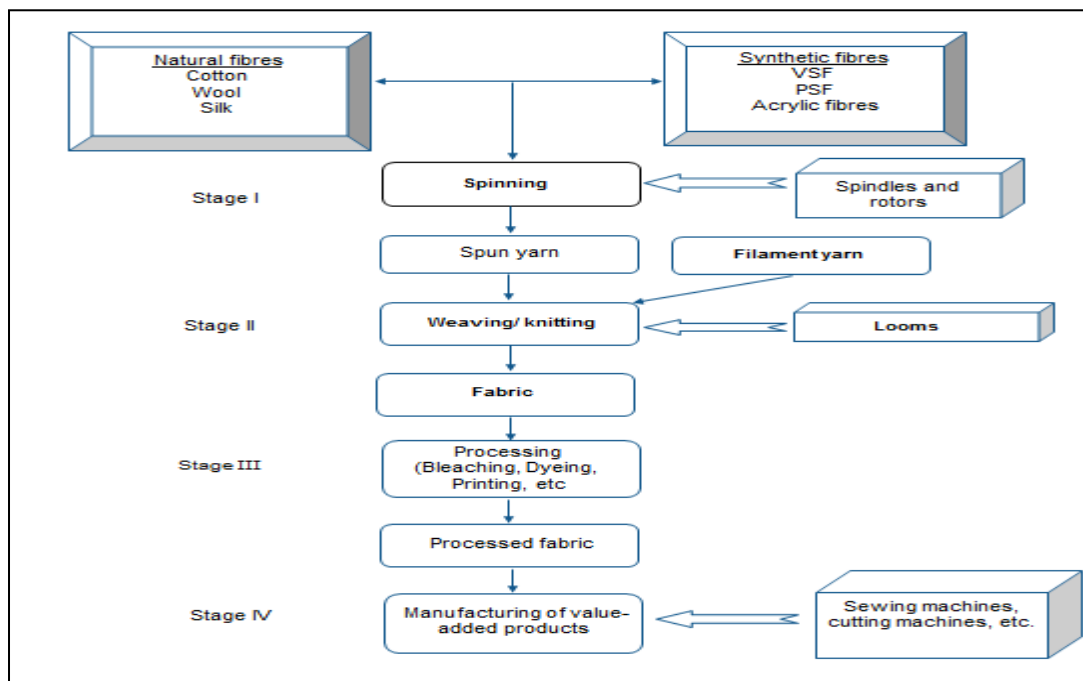 Natural fibres
Cotton
Wool
Silk
Synthetic fibres
VSF
PSF
Acrylic fibres
Stage I
Spinning
Spindles and
rotors
Spun yarn
Filament yarn
Stage II
Weaving/ knitting
Looms
Fabric
Stage III
Processing
(Bleaching, Dyeing,
Printing, etc
Processed fabric
Stage IV
Manufacturing of value-
added products
Sewing machines,
cutting machines, etc.